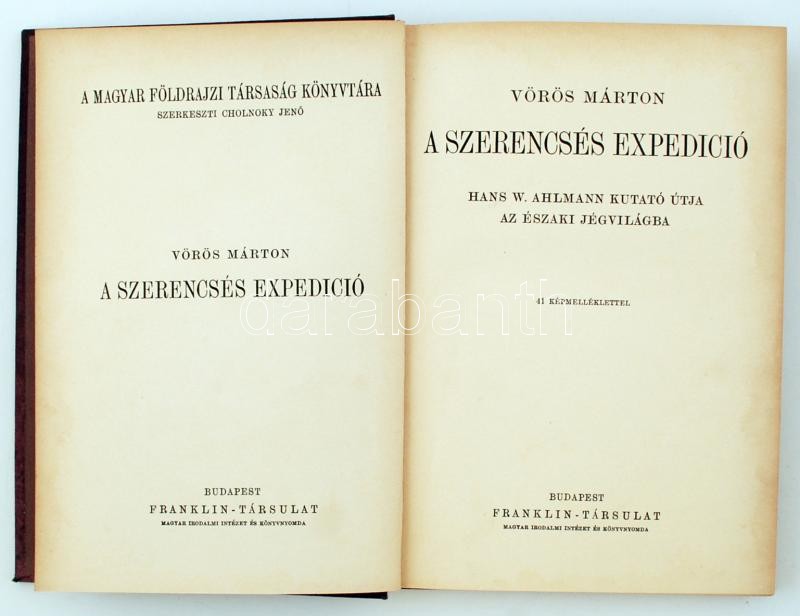 A MAGYAR FÖLDRAJZI TÁRSASÁG KÖNYVTÁRA
SZERKESZTI CHOLNOKY JENŐ
VÖRÖS MÁRTON
A SZERENCSÉS EXPEDICIÓ
BUDAPEST
FRANKLIN-TÁRSULAT
MAGYAR IRODALMI INTÉZET ÉS KÖNYVNYOMDA
VÖRÖS MÁRTON
A SZERENCSÉS EXPEDICIÓ
HANS W. AHLMANN KUTATÓ ÚTJA
AZ ÉSZAKI JÉGVILÁGBA
41 KÉPMELLÉKLETTEL
BUDAPEST
FRANKLIN-TÁRSULAT
MAGYAR IRODALMI INTÉZET ÉS KÖNYVNYOMDA
darabanth